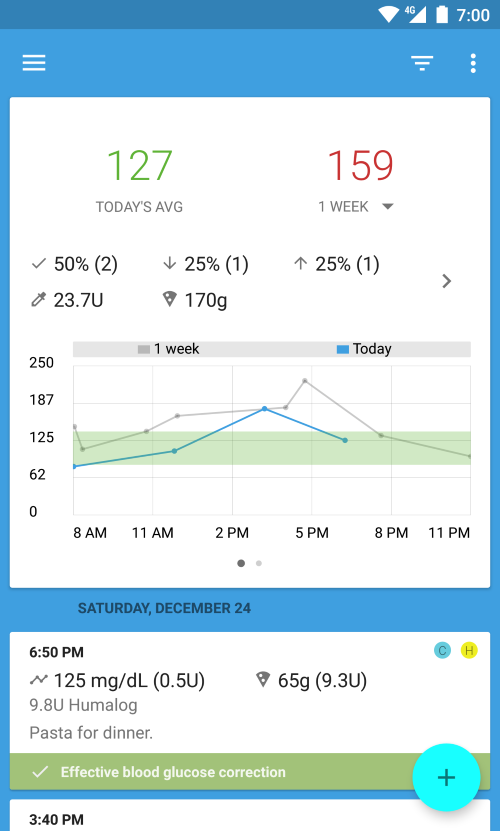 4G 7:00
127 159
TODAY'S AVG 1 WEEK
50% (2) 25% (1) 25% (1)
23.7U 170g
1 week Today
250
187
125
62
0
8 AM 11 AM 2 PM 5 PM 8 PM 11 PM
SATURDAY, DECEMBER 24
6:50 PM C H
125 mg/dL (0.5U) 65g (9.3U)
9.8U Humalog
Pasta for dinner.
Effective blood glucose correction
3:40 PM